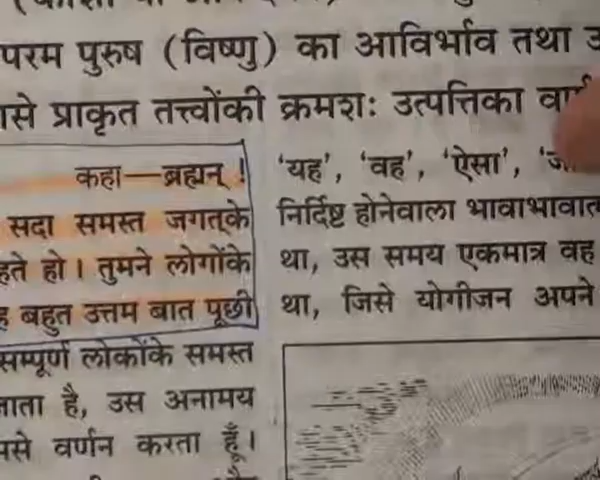 परम पुरुष (विष्णु) का आविर्भाव तथा
प्राकृत तत्त्वोंकी क्रमशः उत्पत्तिका
कहा—ब्रह्मन् !
सदा समस्त जगत्के
हो । तुमने लोगोंके
बहुत उत्तम बात पूछी
सम्पूर्ण लोकोंके समस्त
है, उस अनामय
वर्णन करता हूँ।
'यह', 'वह', 'ऐसा',
निर्दिष्ट होनेवाला
था, उस समय एकमात्र वह
था, जिसे योगीजन अपने